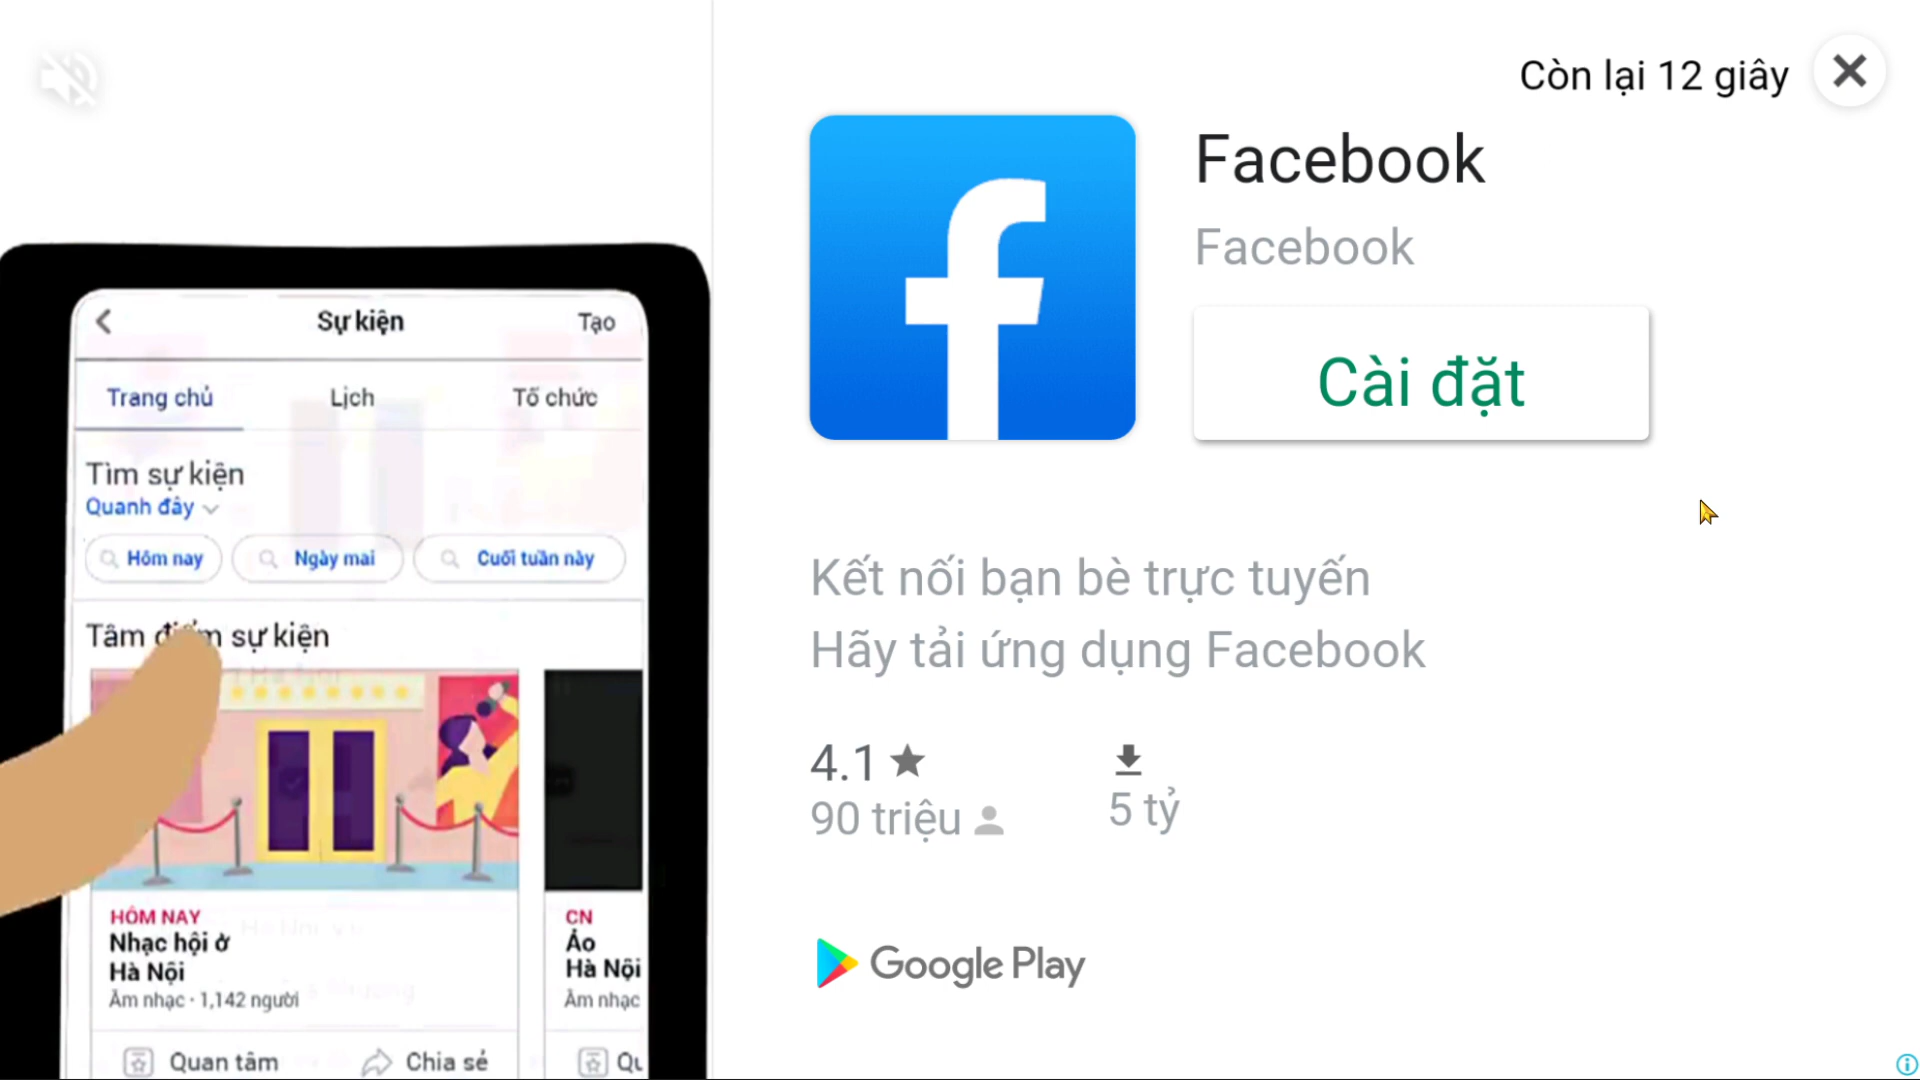 Còn lại 12 giây
Facebook
Facebook
Cài đặt
Kết nối bạn bè trực tuyến
Hãy tải ứng dụng Facebook
4.1
90 triệu
5 tỷ
Google Play
Sự kiện
Tạo
Trang chủ
Lịch
Tổ chức
Tìm sự kiện
Quanh đây
Hôm nay
Ngày mai
Cuối tuần này
Tâm điểm sự kiện
HÔM NAY
Nhạc hội ở
Hà Nội
Âm nhạc · 1,142 người
Quan tâm
Chia sẻ
CN
Ảo
Hà Nội
Âm nhạc